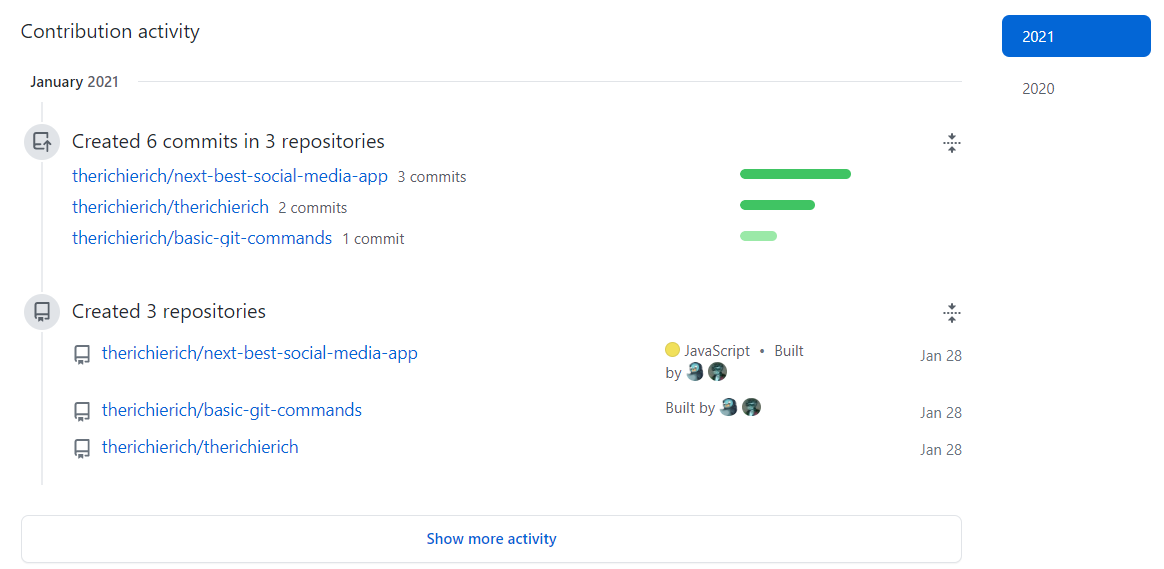 Contribution activity
2021
2020
January 2021
Created 6 commits in 3 repositories
therichierich/next-best-social-media-app 3 commits
therichierich/therichierich 2 commits
therichierich/basic-git-commands 1 commit
Created 3 repositories
therichierich/next-best-social-media-app JavaScript • Built Jan 28
by
therichierich/basic-git-commands Built by Jan 28
therichierich/therichierich Jan 28
Show more activity